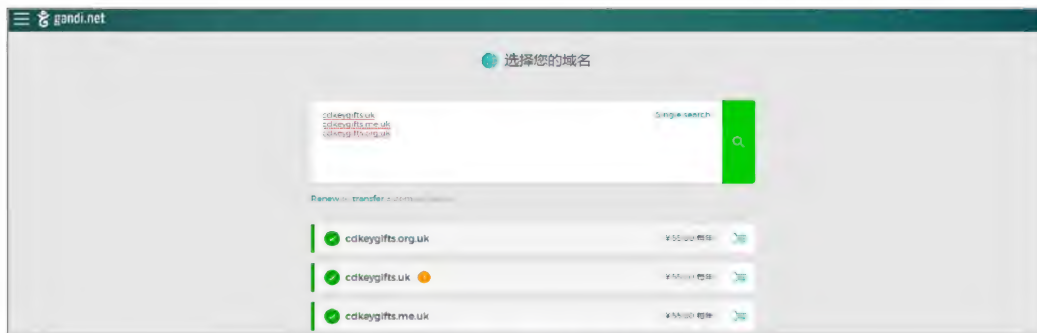 gandi.net
选择您的域名
cdkeygifts.uk
Single search
cdkeygifts.me.uk
cdkeygifts.org.uk
Renew or transfer
cdkeygifts.org.uk
cdkeygifts.uk
cdkeygifts.me.uk